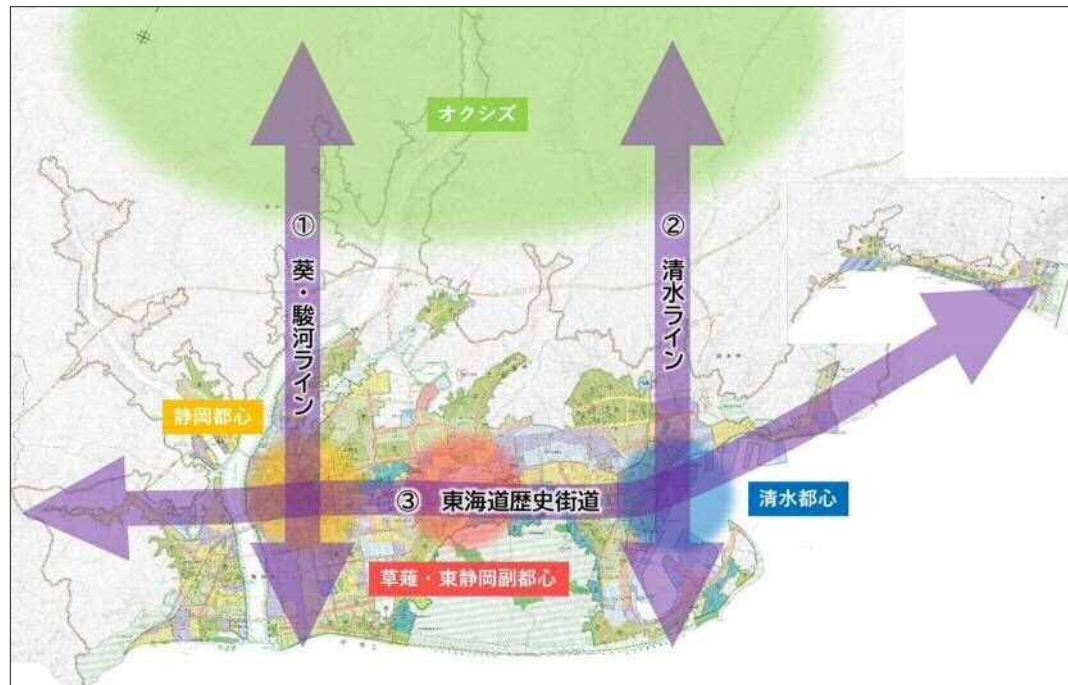 オクシズ
① 葵・駿河ライン
② 清水ライン
静岡都心
③ 東海道歴史街道
清水都心
草薙・東静岡副都心